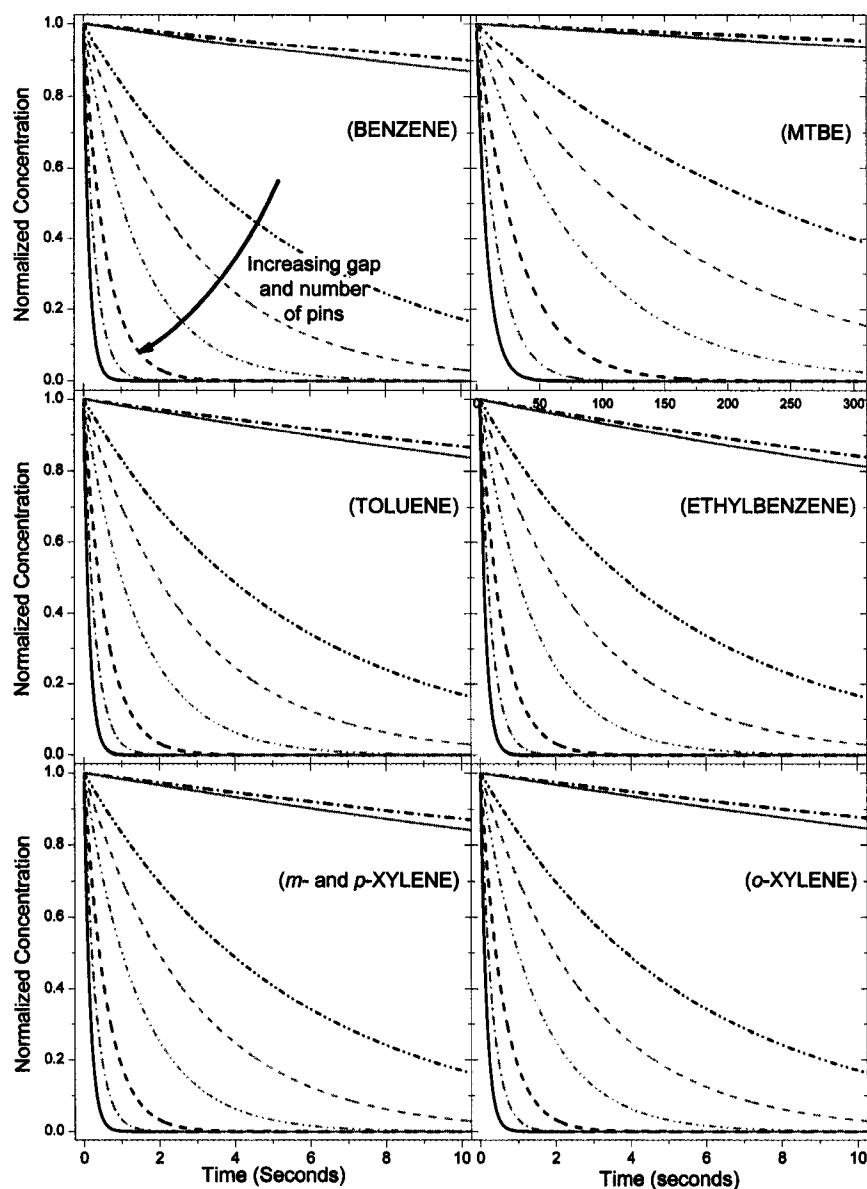 1.0
0.8
0.6
0.4
0.2
0.0
Normalized Concentration
(BENZENE)
Increasing gap
and number
of pins
(MTBE)
0 50 100 150 200 250 300
1.0
0.8
0.6
0.4
0.2
0.0
Normalized Concentration
(TOLUENE)
(ETHYLBENZENE)
1.0
0.8
0.6
0.4
0.2
0.0
Normalized Concentration
(m- and p-XYLENE)
(o-XYLENE)
0 2 4 6 8 10
Time (Seconds)
0 2 4 6 8 10
Time (seconds)